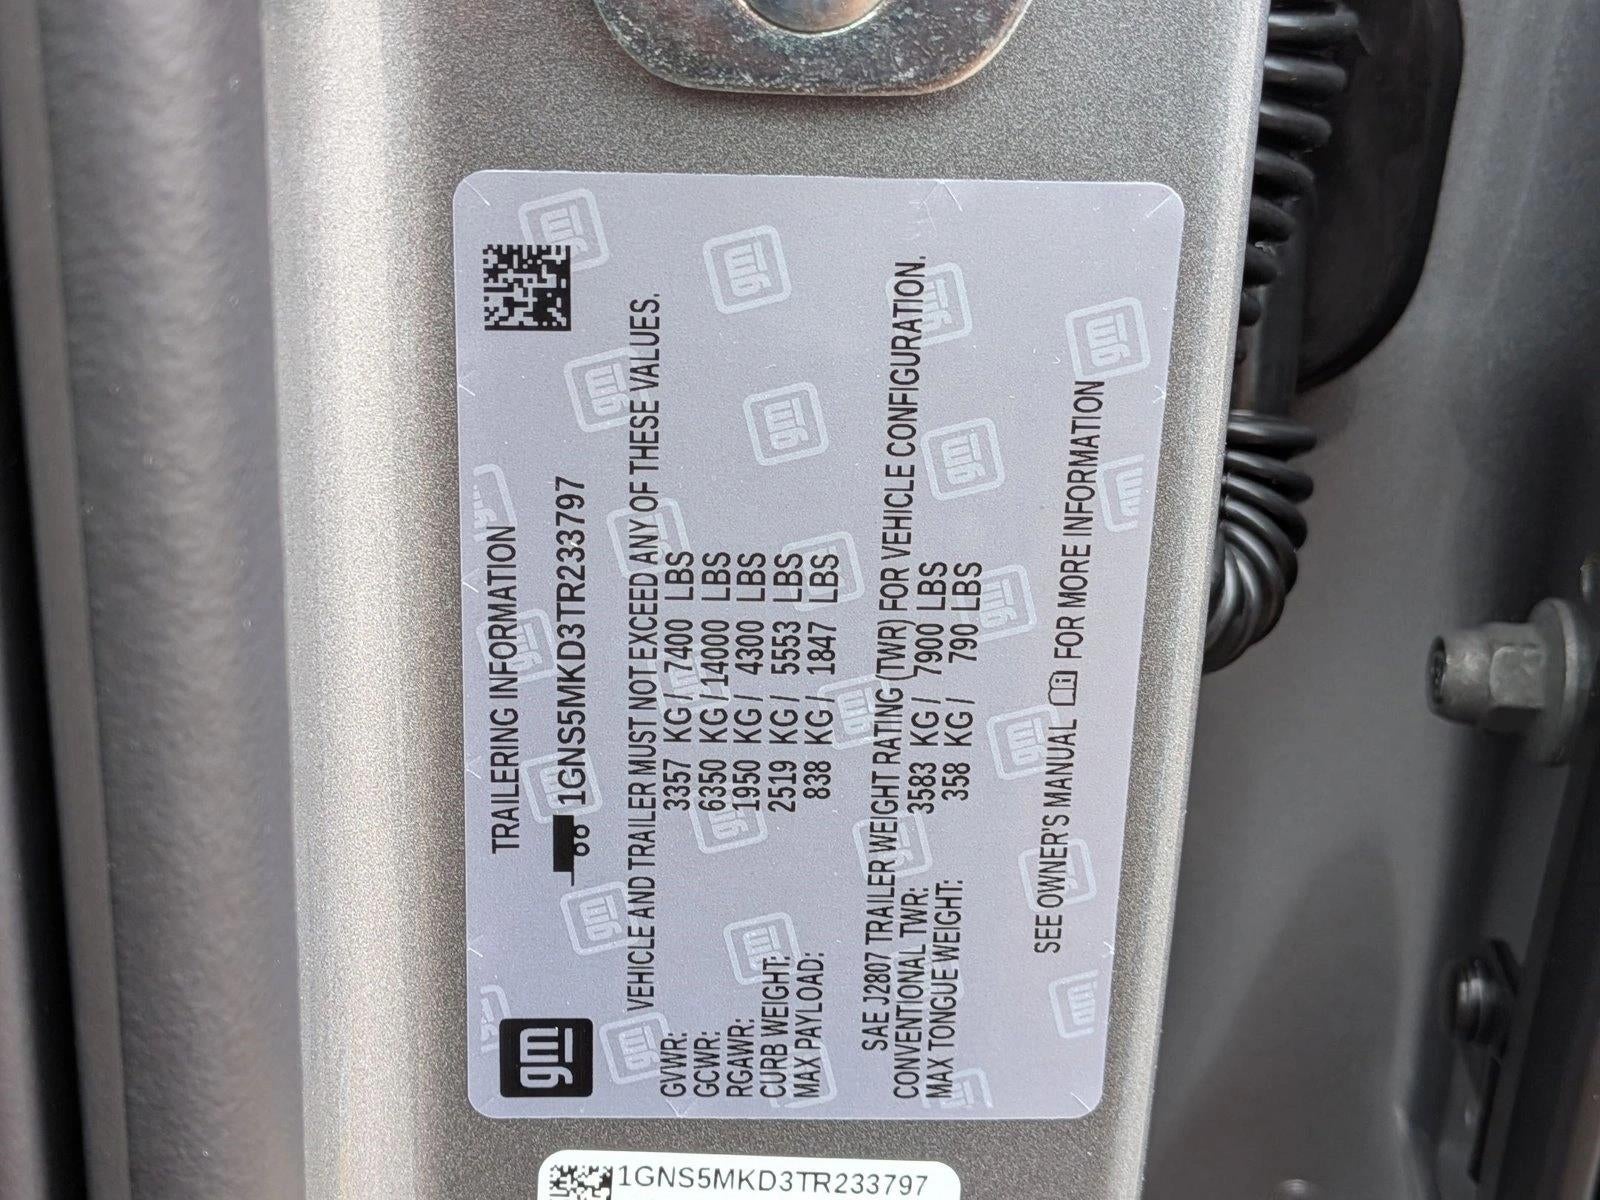 gm
TRAILERING INFORMATION
1GNS5MKD3TR233797
VEHICLE AND TRAILER MUST NOT EXCEED ANY OF THESE VALUES.
GVWR: 3357 KG / 7400 LBS
GCWR: 6350 KG / 14000 LBS
RGAWR: 1950 KG / 4300 LBS
CURB WEIGHT: 2519 KG / 5553 LBS
MAX PAYLOAD: 838 KG / 1847 LBS
SAE J2807 TRAILER WEIGHT RATING (TWR) FOR VEHICLE CONFIGURATION.
CONVENTIONAL TWR: 3583 KG / 7900 LBS
MAX TONGUE WEIGHT: 358 KG / 790 LBS
SEE OWNER'S MANUAL FOR MORE INFORMATION
1GNS5MKD3TR233797